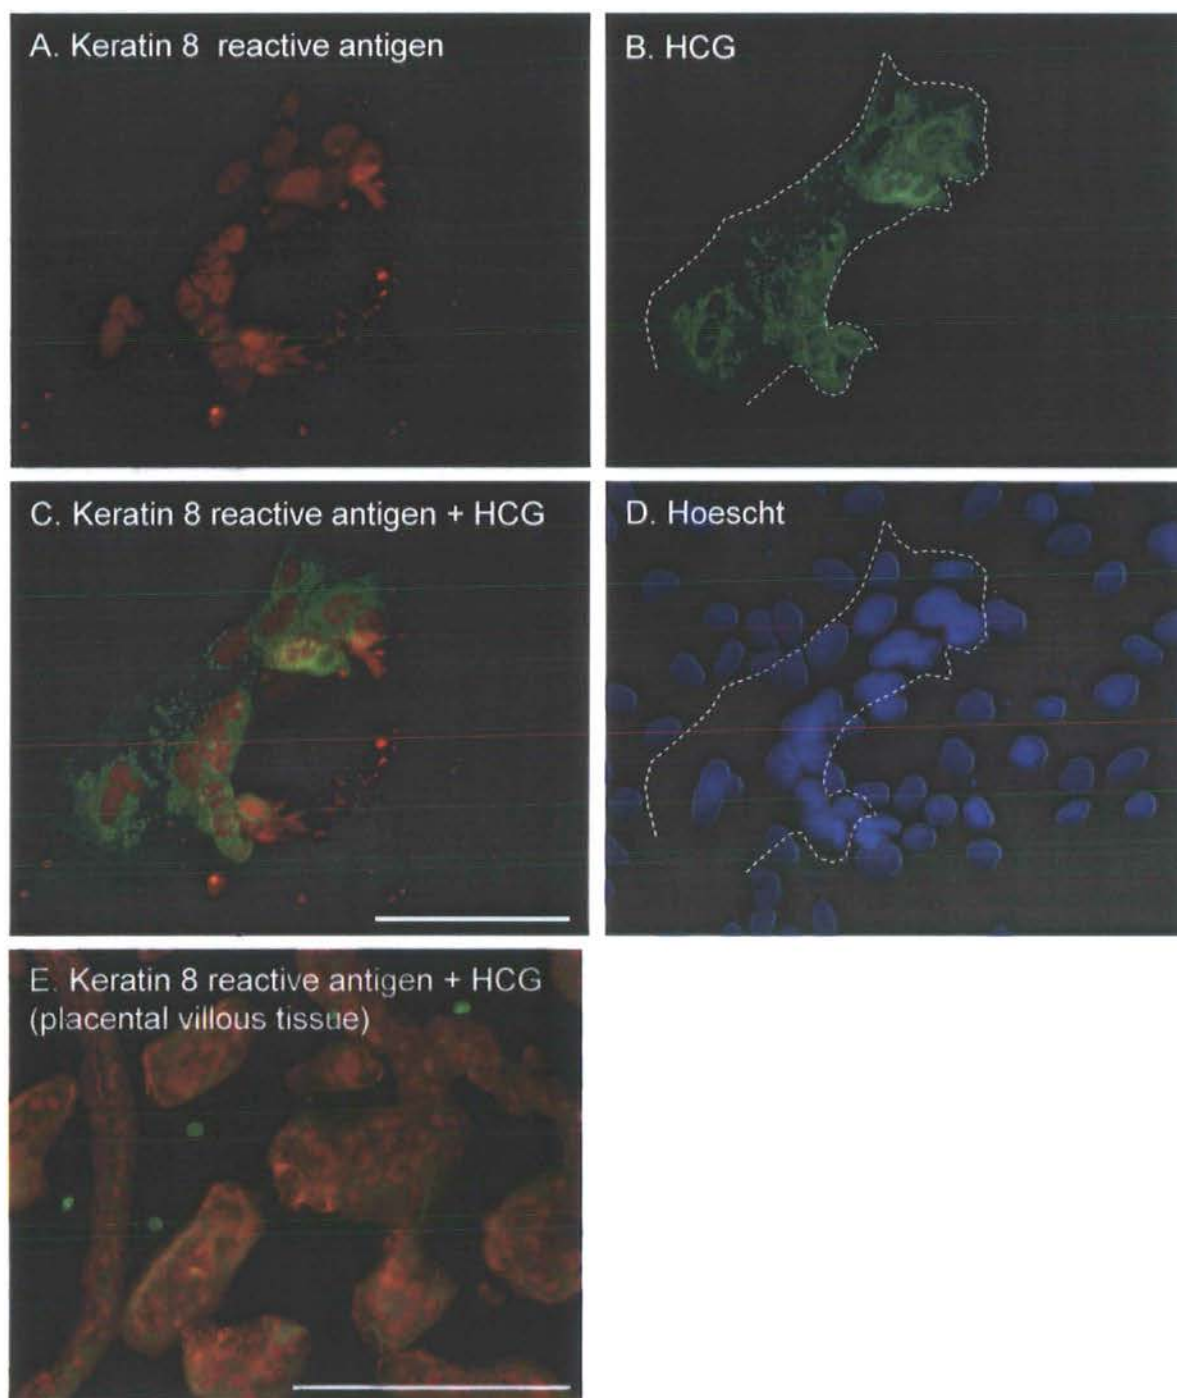 A. Keratin 8 reactive antigen
B. HCG
C. Keratin 8 reactive antigen + HCG
D. Hoescht
E. Keratin 8 reactive antigen + HCG
(placental villous tissue)